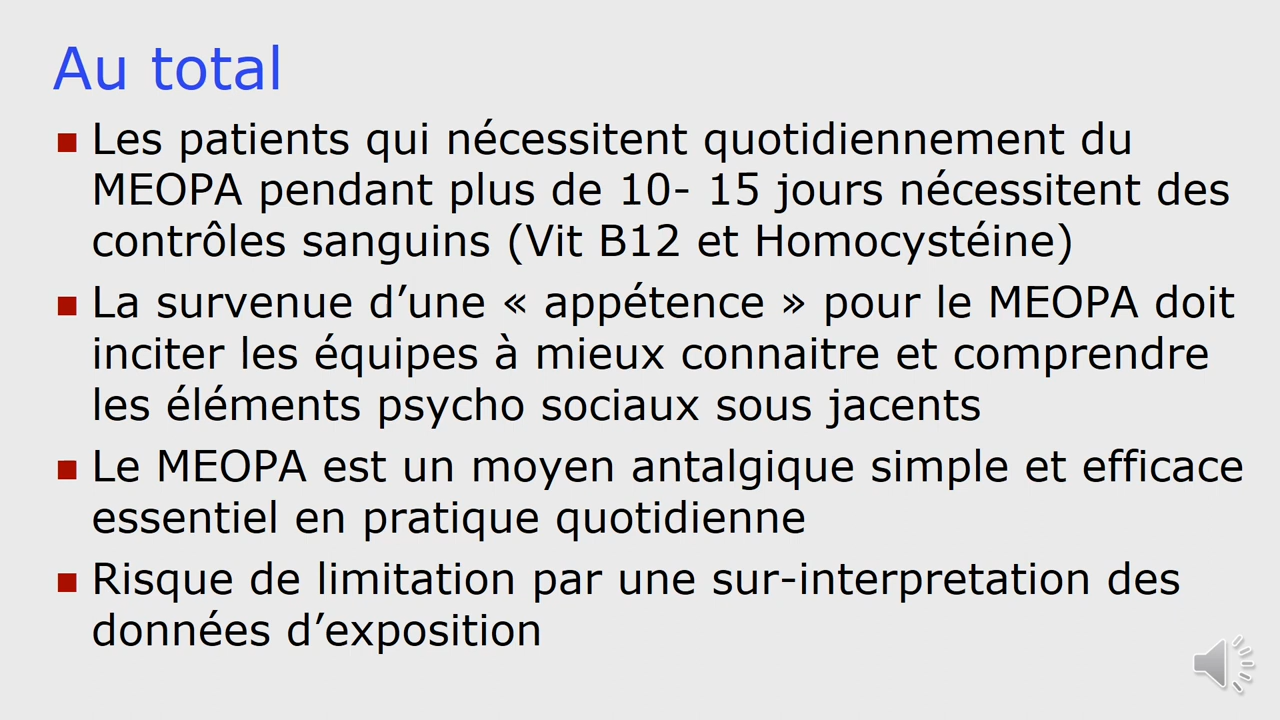 Au total
Les patients qui nécessitent quotidiennement du
MEOPA pendant plus de 10- 15 jours nécessitent des
contrôles sanguins (Vit B12 et Homocystéine)
La survenue d’une « appétence » pour le MEOPA doit
inciter les équipes à mieux connaitre et comprendre
les éléments psycho sociaux sous jacents
Le MEOPA est un moyen antalgique simple et efficace
essentiel en pratique quotidienne
Risque de limitation par une sur-interpretation des
données d’exposition